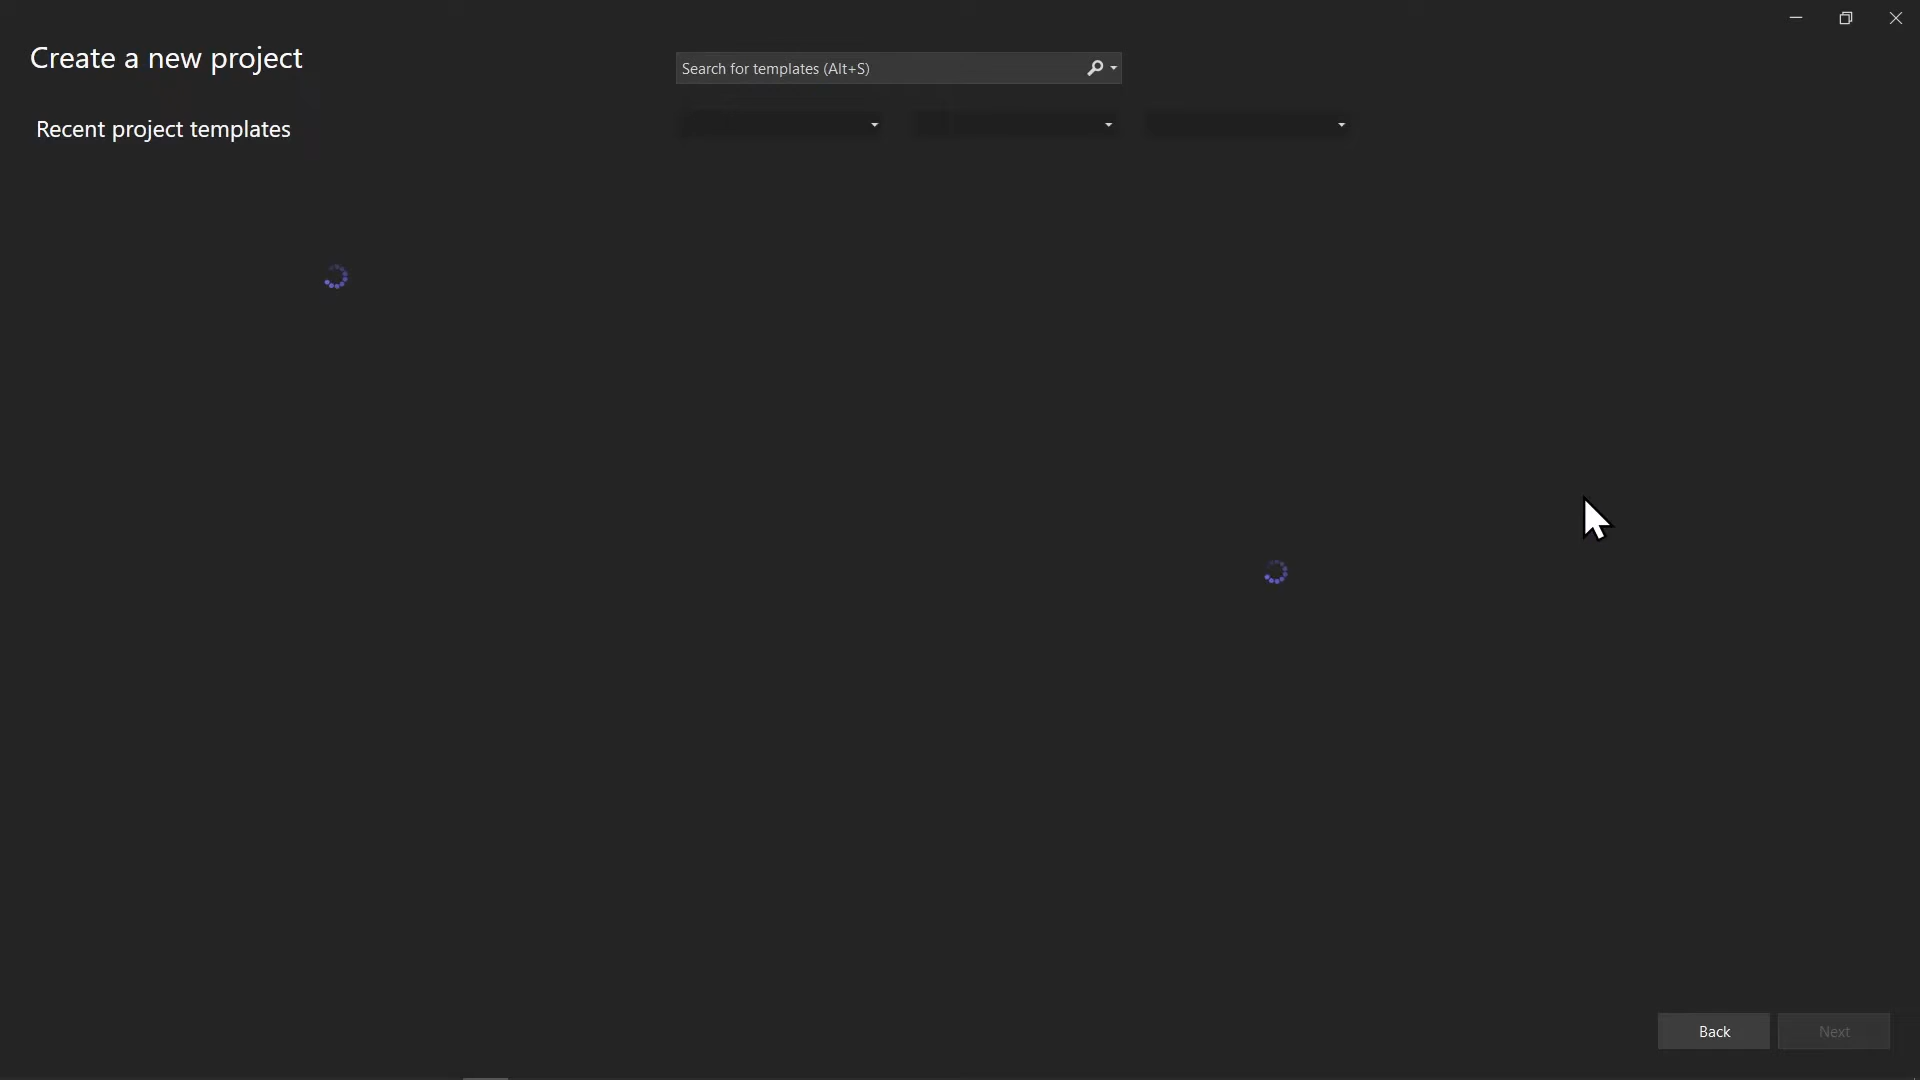 Create a new project
Search for templates (Alt+S)
Recent project templates
Back
Next